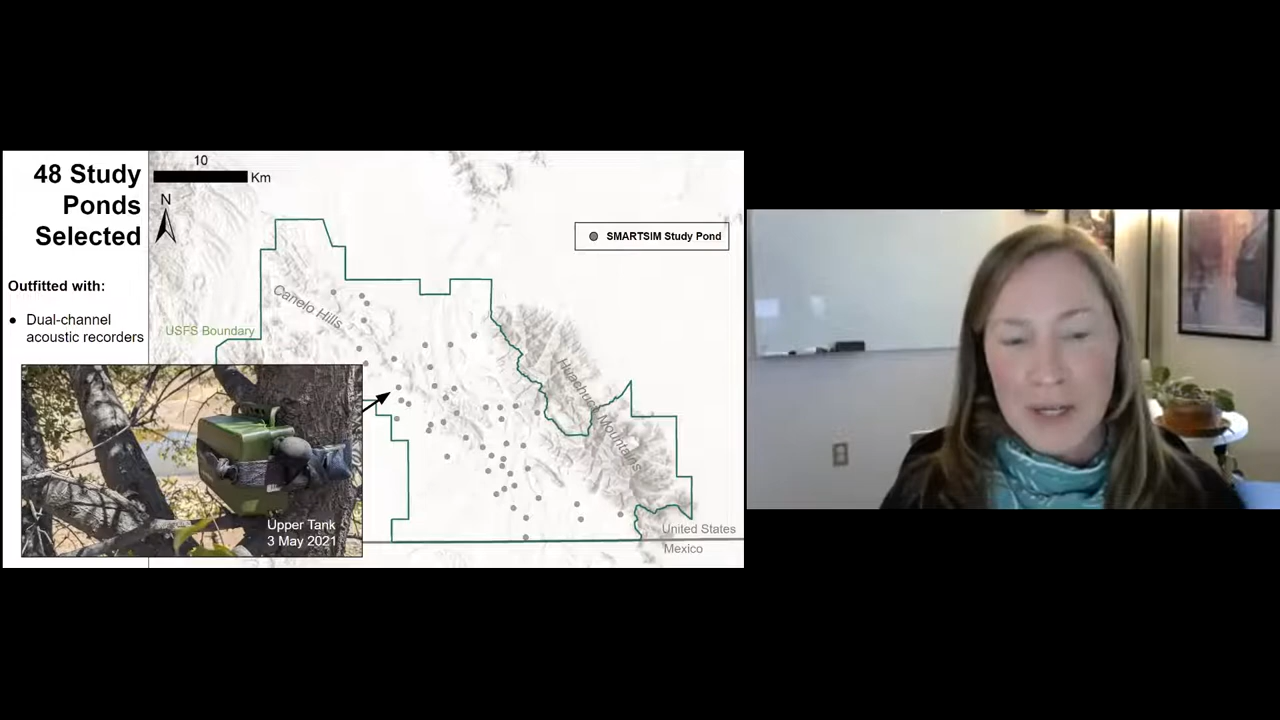 48 Study
Ponds
Selected
Outfitted with:
● Dual-channel
acoustic recorders
10
Km
N
SMARTSIM Study Pond
Canelo Hills
USFS Boundary
Huachuca Mountains
Upper Tank
3 May 2021
United States
Mexico